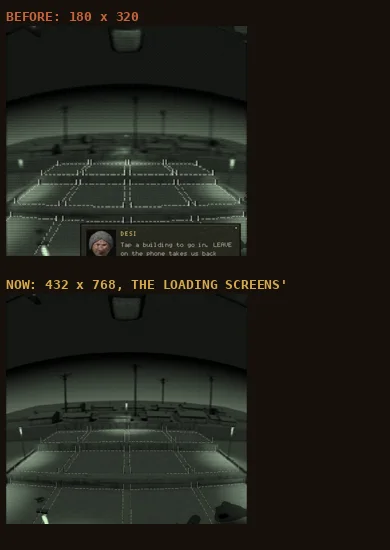 BEFORE: 180 x 320
DESI
Tap a building to go in. LEAVE
on the phone takes us back
NOW: 432 x 768, THE LOADING SCREENS'